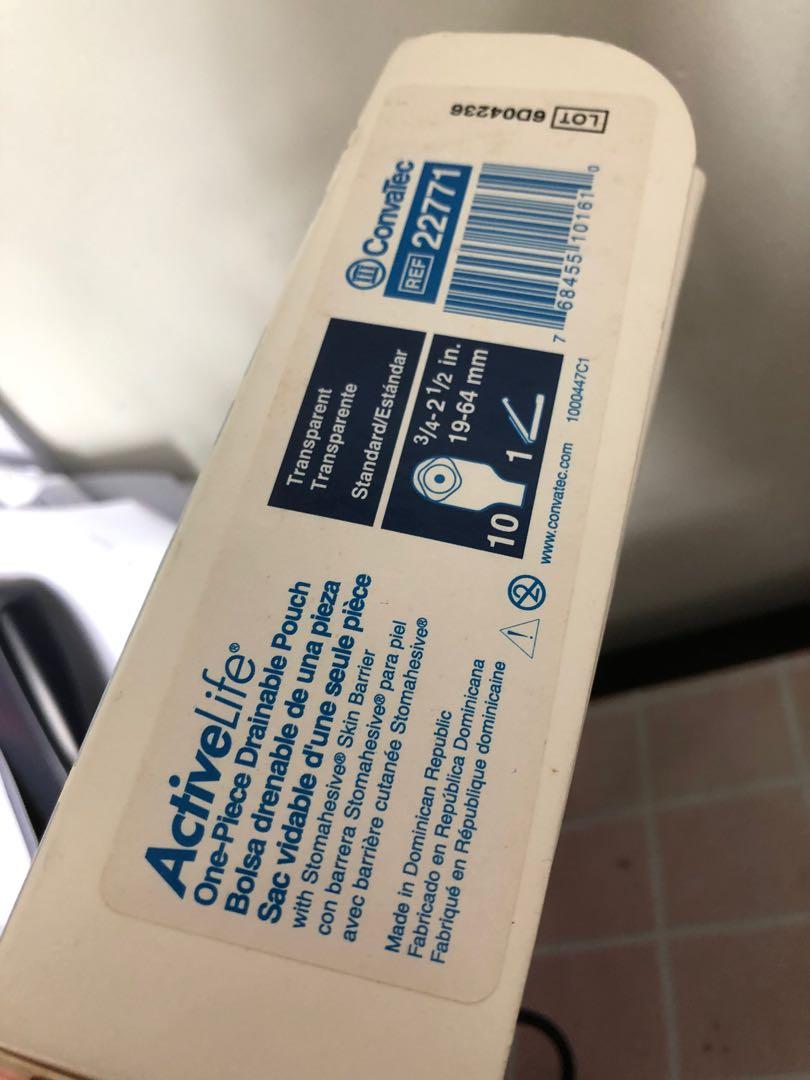 ActiveLife®
One-Piece Drainable Pouch
Bolsa drenable de una pieza
Sac vidable d'une seule pièce
with Stomahesive® Skin Barrier
con barrera Stomahesive® para piel
avec barrière cutanée Stomahesive®
Made in Dominican Republic
Fabricado en República Dominicana
Fabriqué en République dominicaine
Transparent
Transparente
Standard/Estándar
3/4-2 1/2 in.
19-64 mm
10
1
2
www.convatec.com
1000447C1
ConvaTec
REF 22771
7 68455 10161 0
LOT 6D04236